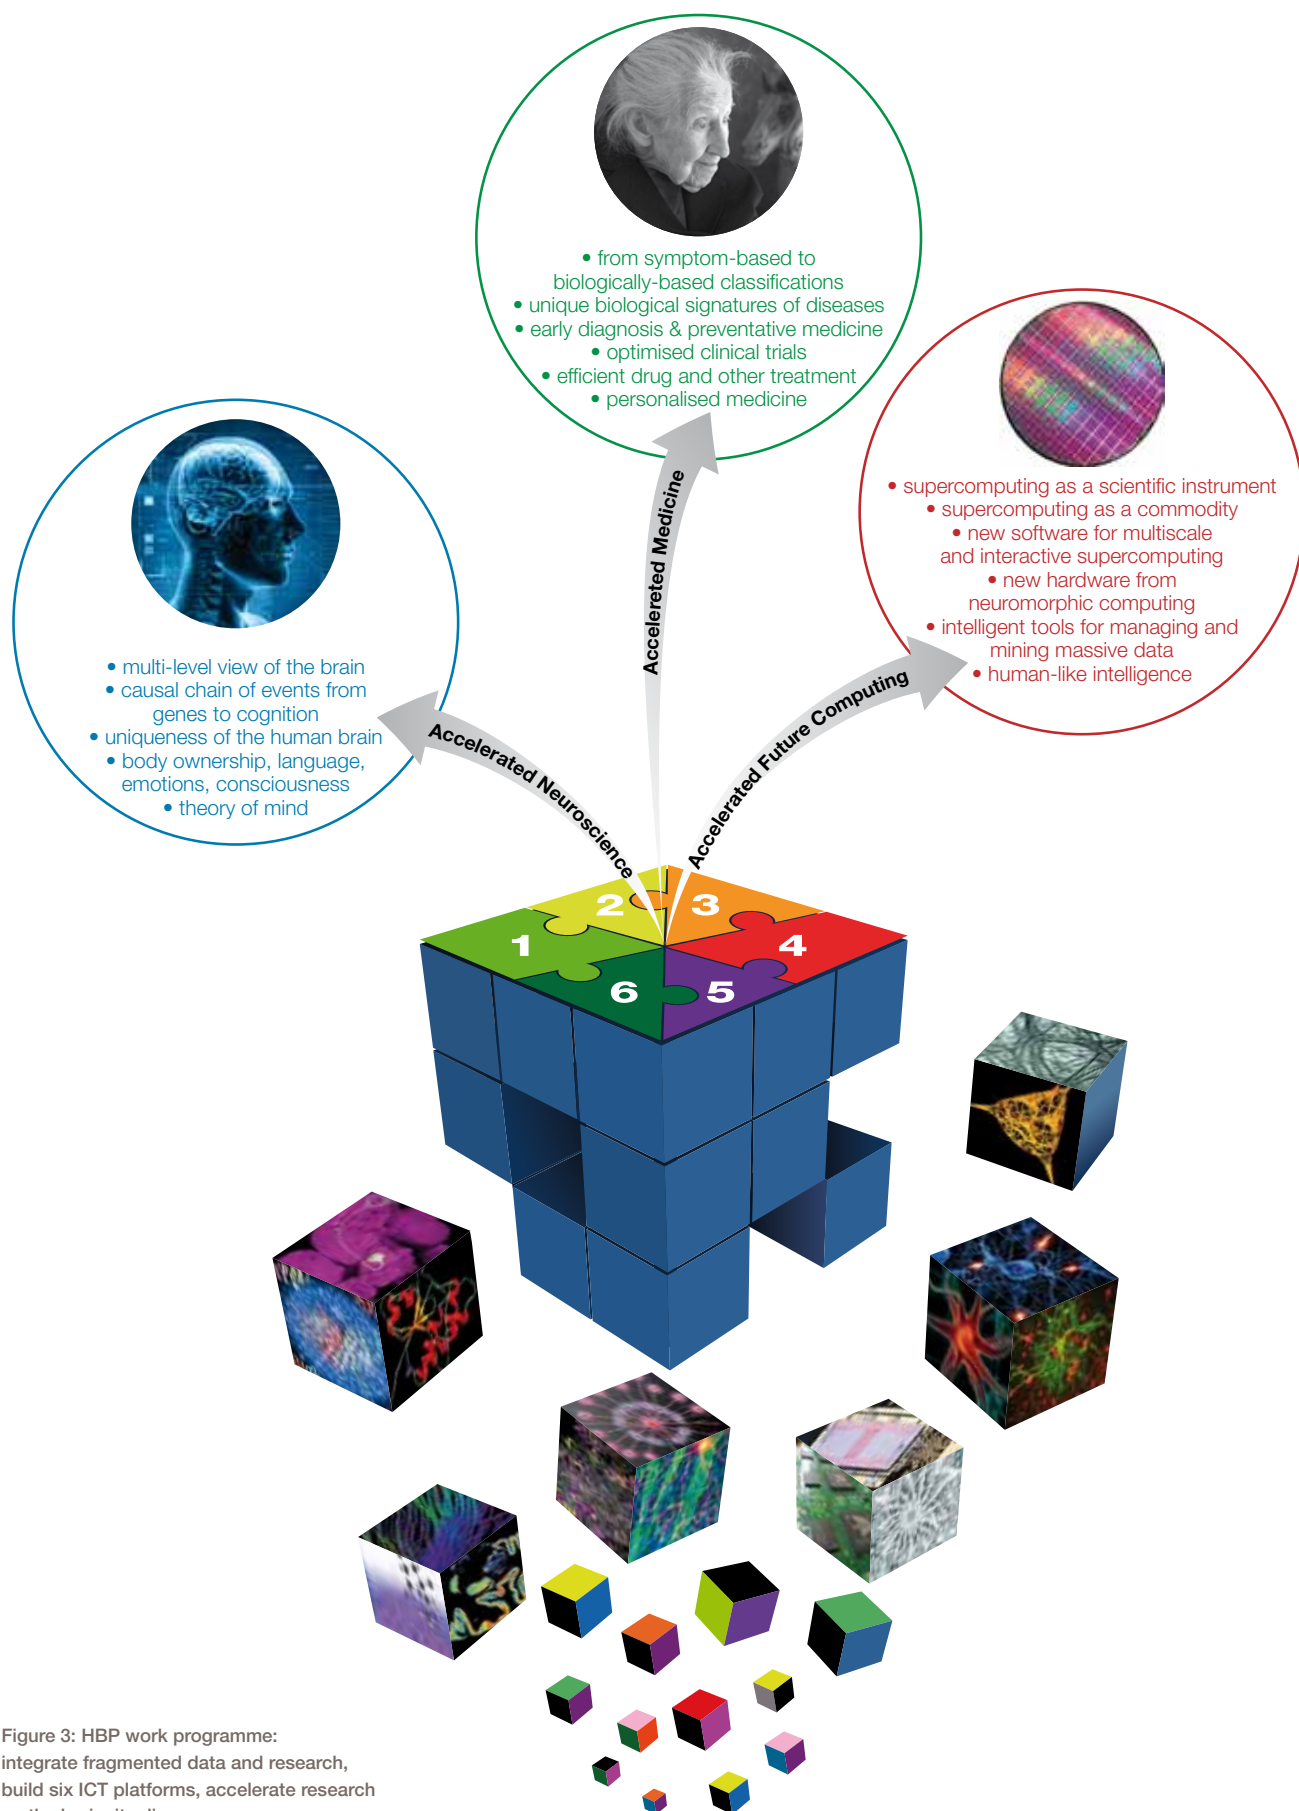 • from symptom-based to
biologically-based classifications
• unique biological signatures of diseases
• early diagnosis & preventative medicine
• optimised clinical trials
• efficient drug and other treatment
• personalised medicine
• supercomputing as a scientific instrument
• supercomputing as a commodity
• new software for multiscale
and interactive supercomputing
• new hardware from
neuromorphic computing
• intelligent tools for managing and
mining massive data
• human-like intelligence
• multi-level view of the brain
• causal chain of events from
genes to cognition
• uniqueness of the human brain
• body ownership, language,
emotions, consciousness
• theory of mind
Accelerated Neuroscience
Accelereted Medicine
Accelerated Future Computing
1
2
3
4
5
6
Figure 3: HBP work programme:
integrate fragmented data and research,
build six ICT platforms, accelerate research